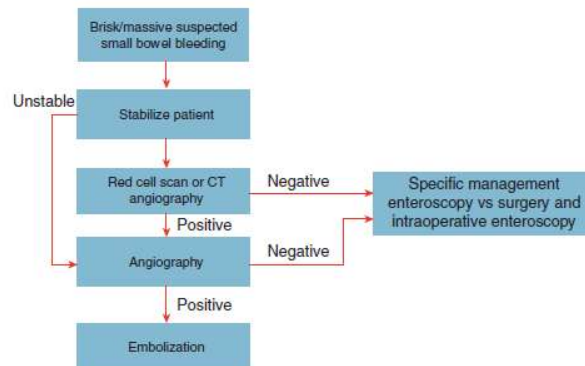 Brisk/massive suspected
small bowel bleeding
Unstable
Stabilize patient
Red cell scan or CT
angiography
Negative
Specific management
enteroscopy vs surgery and
intraoperative enteroscopy
Positive
Angiography
Negative
Positive
Embolization